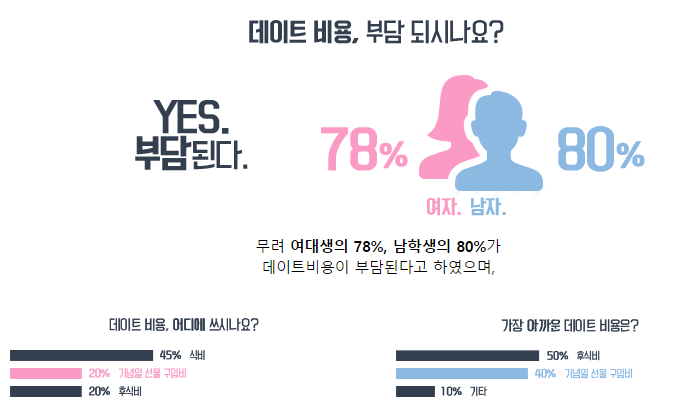 데이트 비용, 부담 되시나요?
YES.
부담된다.
78%
80%
여자. 남자.
무려 여대생의 78%, 남학생의 80%가
데이트비용이 부담된다고 하였으며,
데이트 비용, 어디에 쓰시나요?
45% 식비
20% 기념일 선물 구입비
20% 후식비
가장 아까운 데이트 비용은?
50% 후식비
40% 기념일 선물 구입비
10% 기타